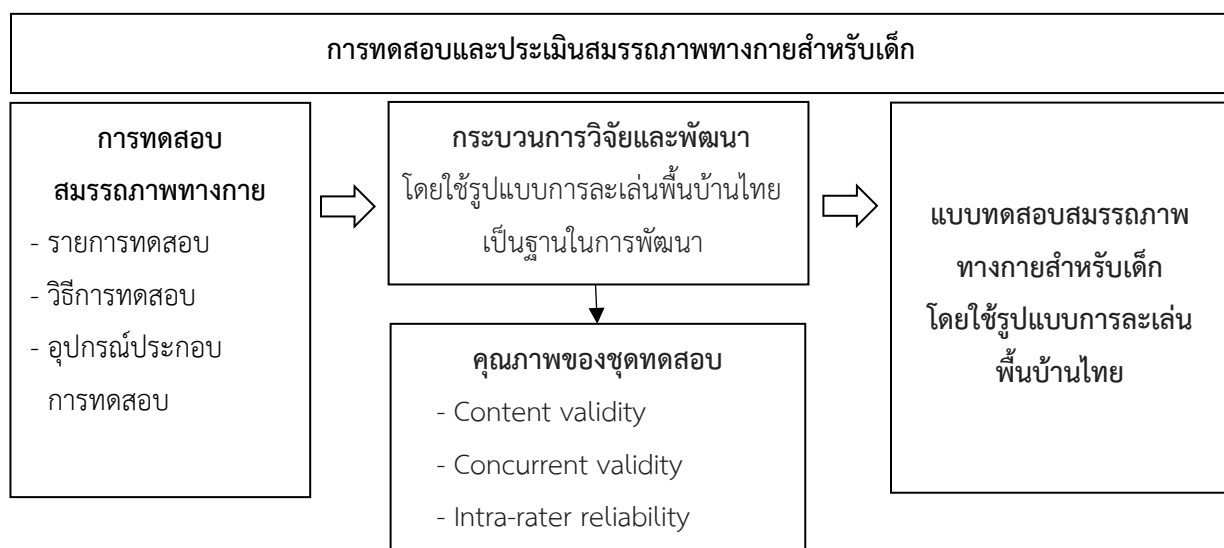 การทดสอบและประเมินสมรรถภาพทางกายสำหรับเด็ก
การทดสอบ
สมรรถภาพทางกาย
- รายการทดสอบ
- วิธีการทดสอบ
- อุปกรณ์ประกอบ
การทดสอบ
กระบวนการวิจัยและพัฒนา
โดยใช้รูปแบบการละเล่นพื้นบ้านไทย
เป็นฐานในการพัฒนา
คุณภาพของชุดทดสอบ
- Content validity
- Concurrent validity
- Intra-rater reliability
แบบทดสอบสมรรถภาพ
ทางกายสำหรับเด็ก
โดยใช้รูปแบบการละเล่น
พื้นบ้านไทย